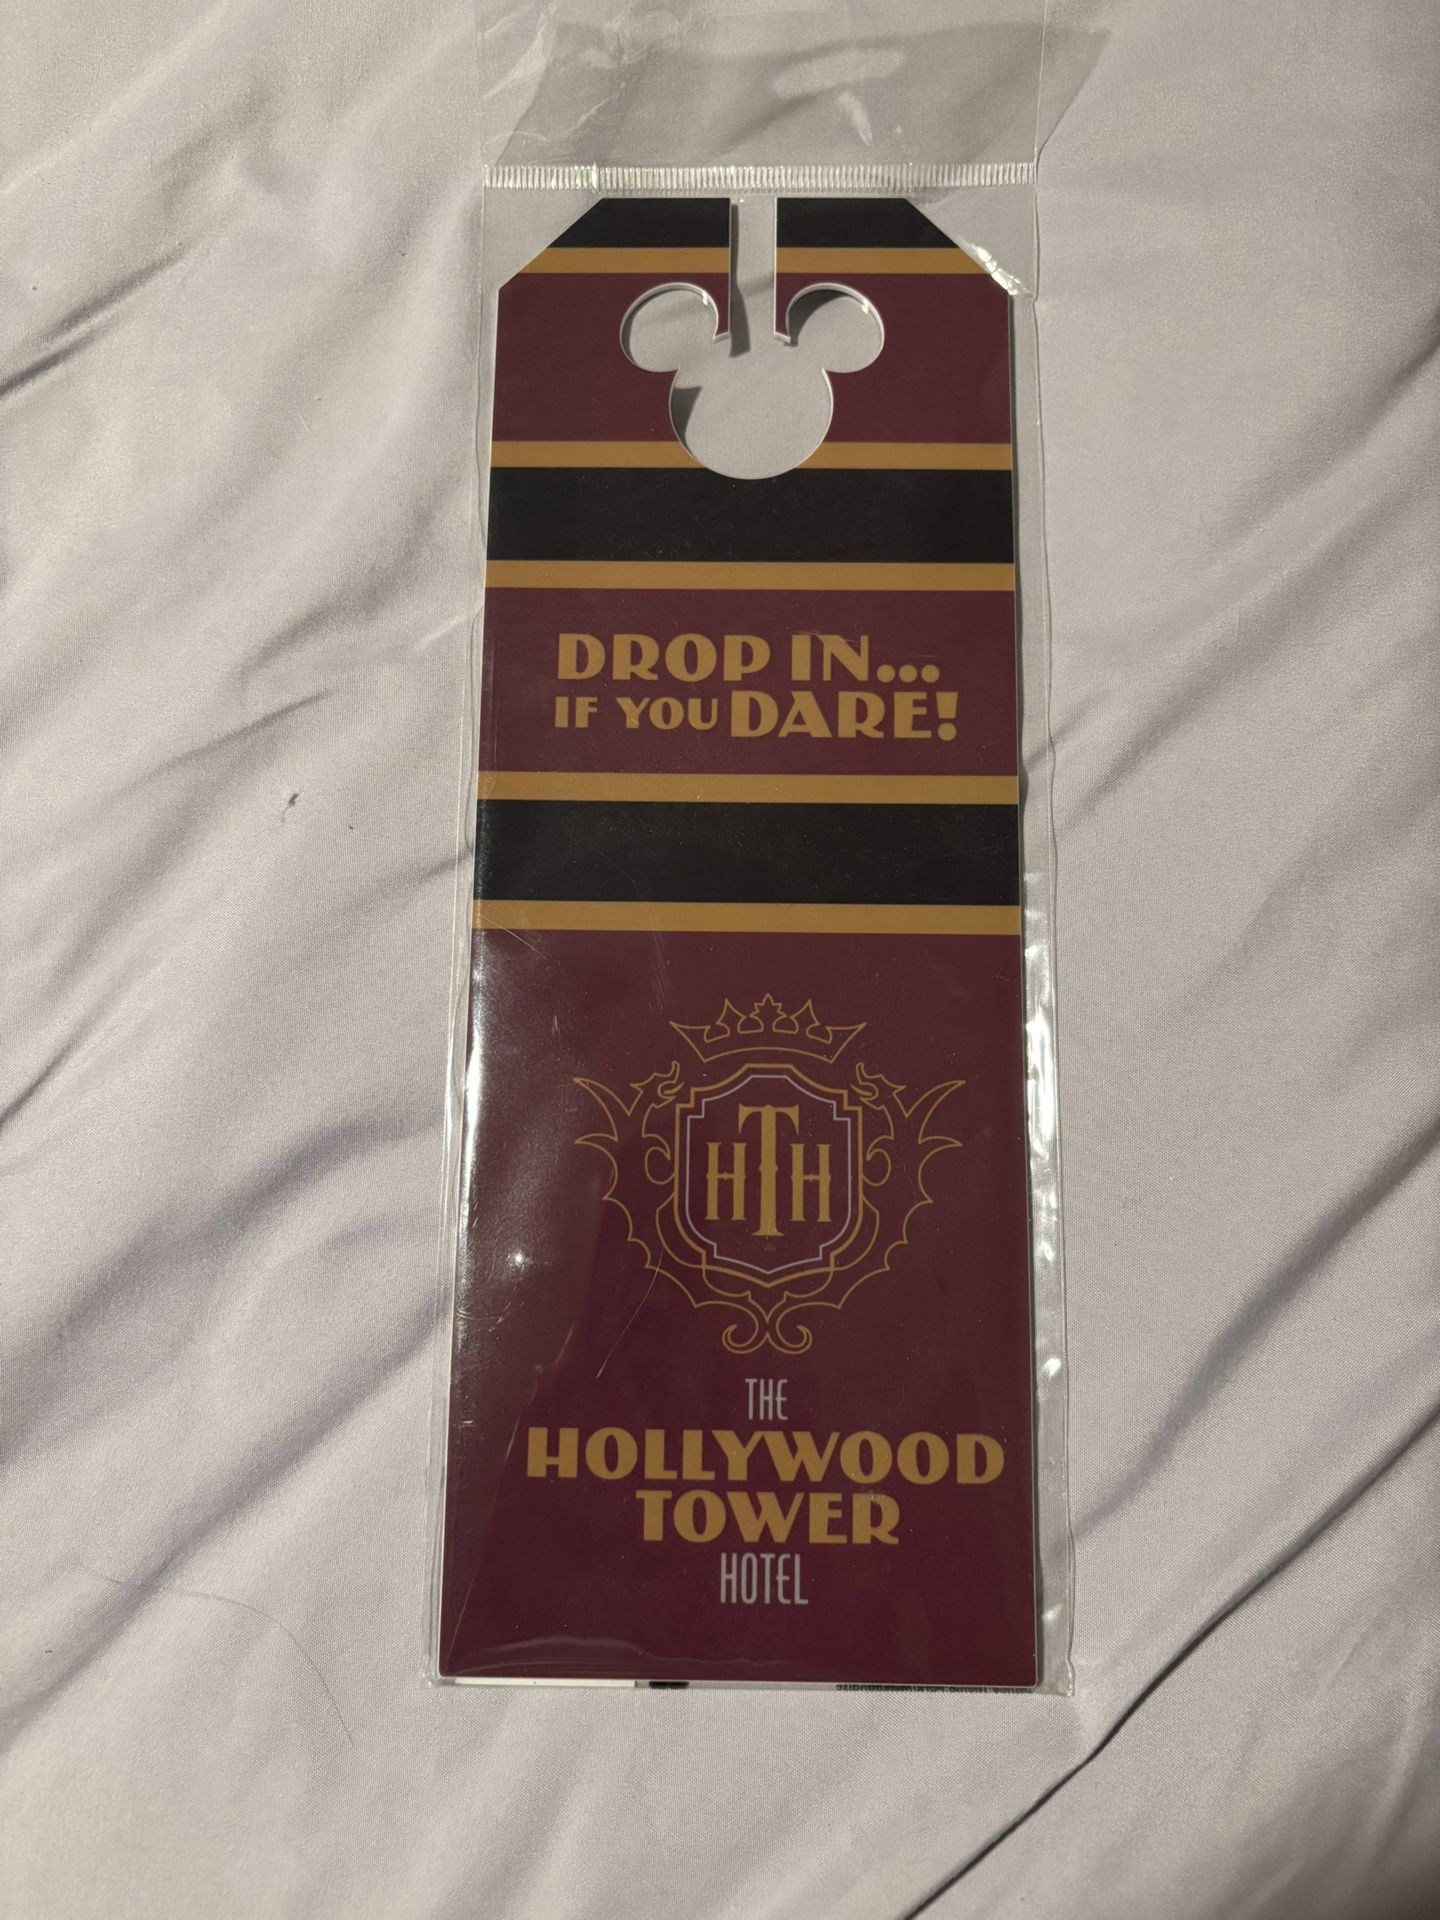 DROP IN...
IF YOU DARE!
HTH
THE
HOLLYWOOD
TOWER
HOTEL